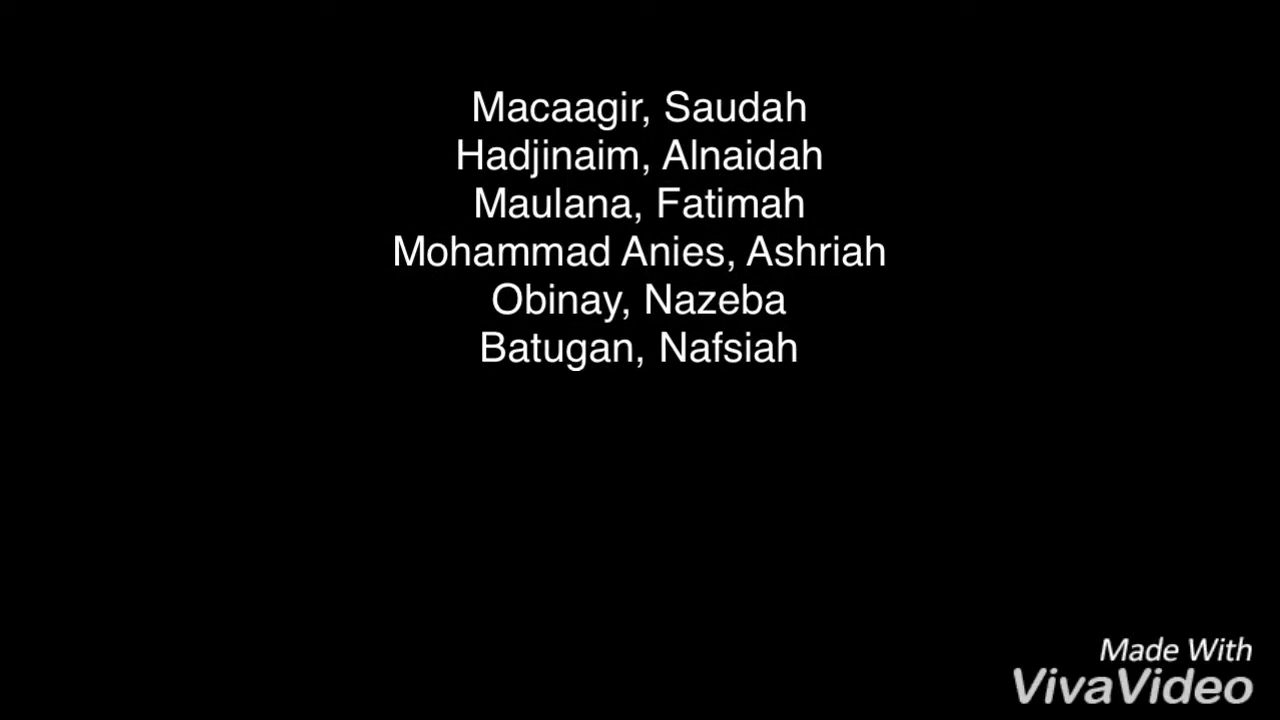 Macaagir, Saudah
Hadjinaim, Alnaidah
Maulana, Fatimah
Mohammad Anies, Ashriah
Obinay, Nazeba
Batugan, Nafsiah
Made With
VivaVideo